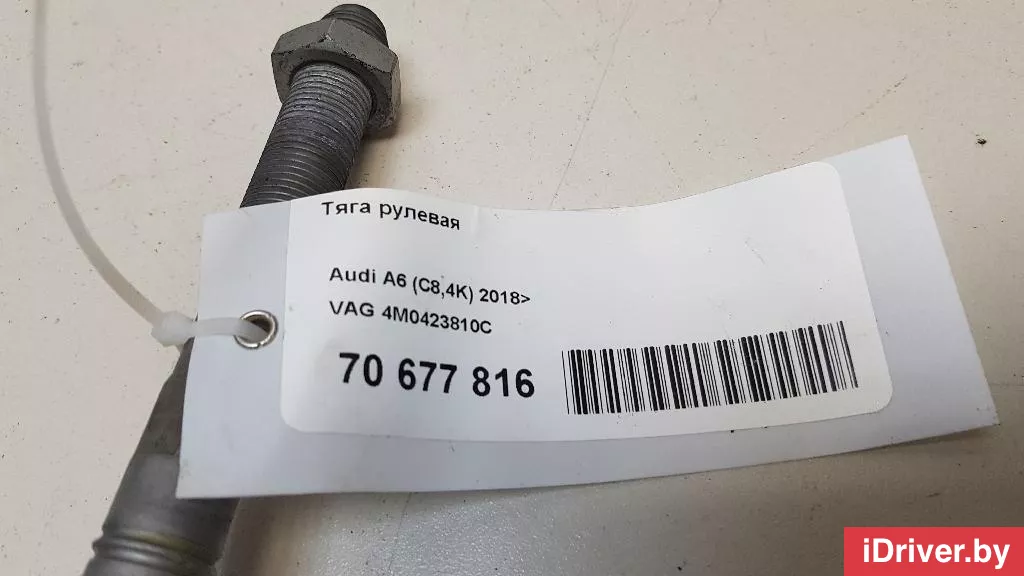 Тяга рулевая
Audi A6 (C8,4K) 2018>
VAG 4M0423810C
70 677 816
iDriver.by